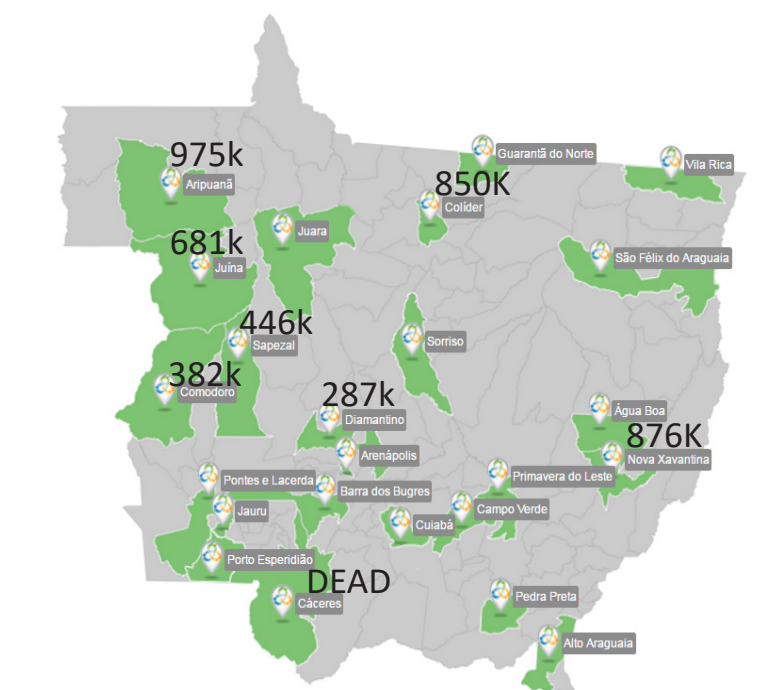 975k
Aripuanã
Guarantã do Norte
Vila Rica
850K
Colíder
Juara
681k
Juína
São Félix do Araguaia
446k
Sapezal
Sorriso
382k
Comodoro
287k
Diamantino
Água Boa
876K
Nova Xavantina
Arenápolis
Pontes e Lacerda
Barra dos Bugres
Primavera do Leste
Jauru
Campo Verde
Cuiabá
Porto Esperidião
DEAD
Cáceres
Pedra Preta
Alto Araguaia